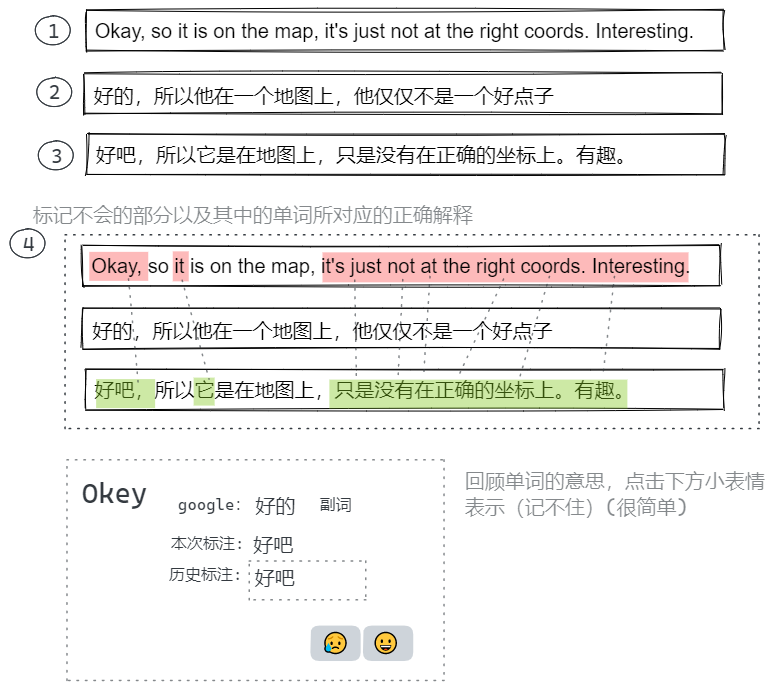 1 Okay, so it is on the map, it's just not at the right coords. Interesting.
2 好的，所以他在一个地图上，他仅仅不是一个好点子
3 好吧，所以它是在地图上，只是没有在正确的坐标上。有趣。
标记不会的部分以及其中的单词所对应的正确解释
4 Okay, so it is on the map, it's just not at the right coords. Interesting.
好的，所以他在一个地图上，他仅仅不是一个好点子
好吧，所以它是在地图上，只是没有在正确的坐标上。有趣。
Okey google: 好的 副词
本次标注: 好吧
历史标注: 好吧
回顾单词的意思，点击下方小表情
表示（记不住）（很简单）